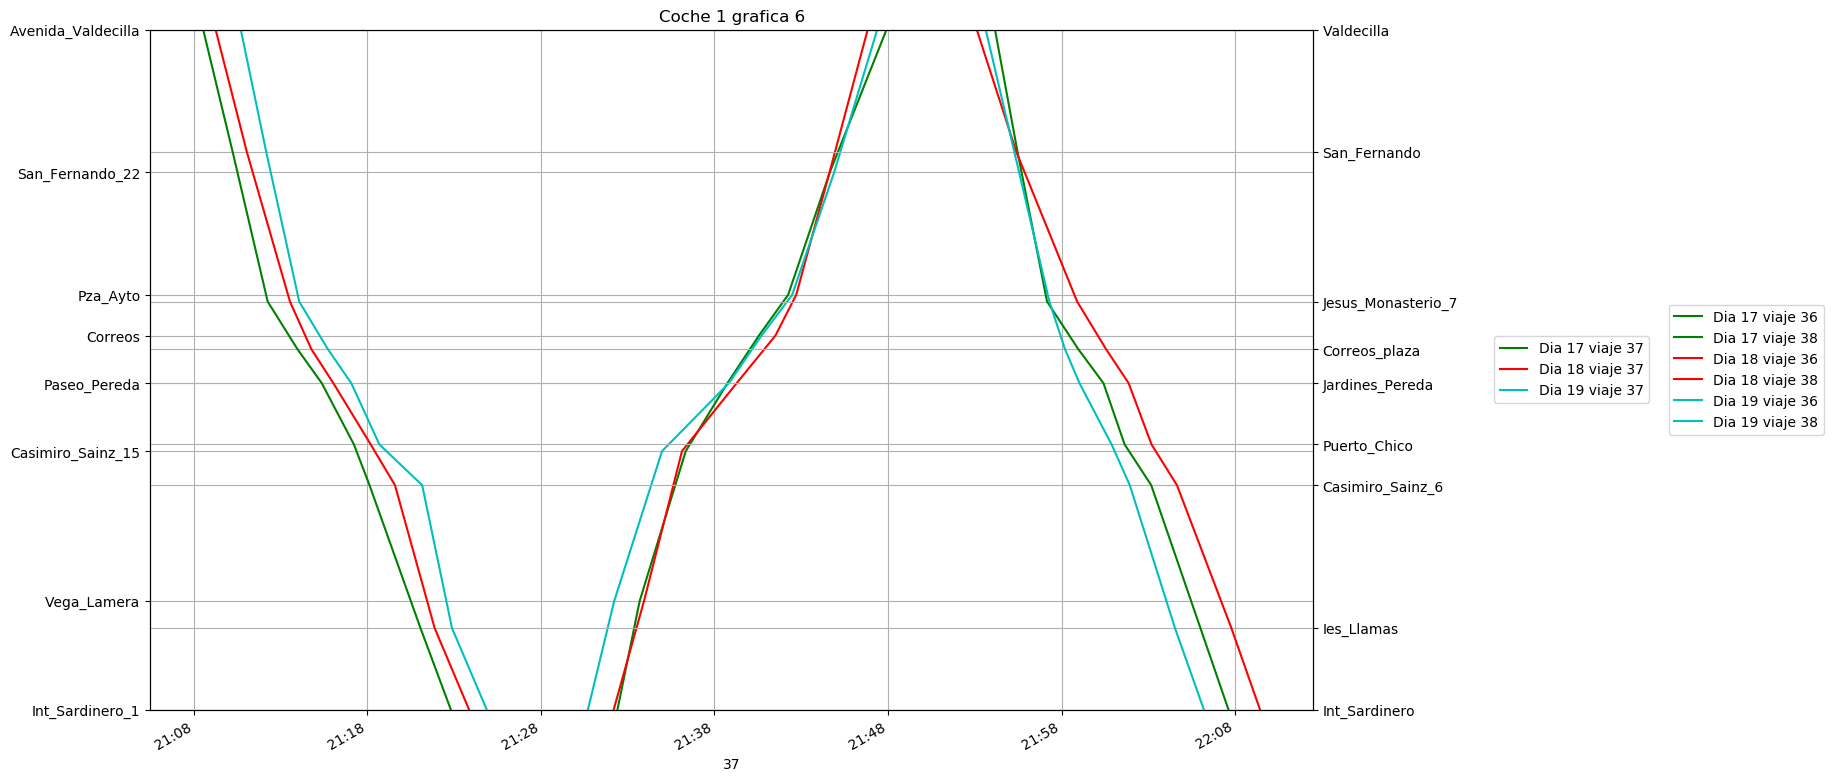 Coche 1 grafica 6
Avenida_Valdecilla
San_Fernando_22
Pza_Ayto
Correos
Paseo_Pereda
Casimiro_Sainz_15
Vega_Lamera
Int_Sardinero_1
Valdecilla
San_Fernando
Jesus_Monasterio_7
Correos_plaza
Jardines_Pereda
Puerto_Chico
Casimiro_Sainz_6
Ies_Llamas
Int_Sardinero
21:08
21:18
21:28
21:38
21:48
21:58
22:08
37
Dia 17 viaje 37
Dia 18 viaje 37
Dia 19 viaje 37
Dia 17 viaje 36
Dia 17 viaje 38
Dia 18 viaje 36
Dia 18 viaje 38
Dia 19 viaje 36
Dia 19 viaje 38